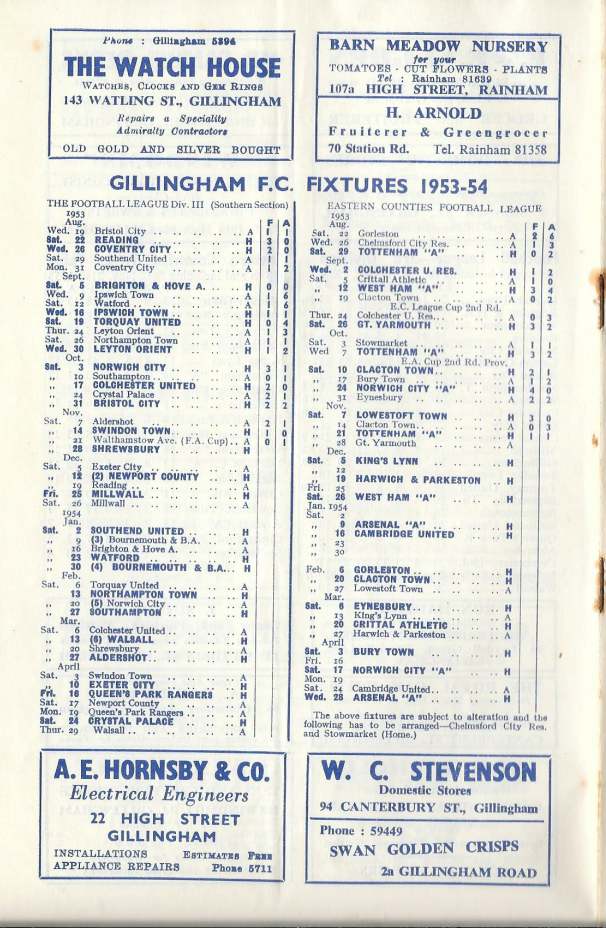 Phone : Gillingham 5394
THE WATCH HOUSE
WATCHES, CLOCKS AND GEM RINGS
143 WATLING ST., GILLINGHAM
Repairs a Speciality
Admiralty Contractors
OLD GOLD AND SILVER BOUGHT
BARN MEADOW NURSERY
for your
TOMATOES - CUT FLOWERS - PLANTS
Tel : Rainham 81639
107a HIGH STREET, RAINHAM
H. ARNOLD
Fruiterer & Greengrocer
70 Station Rd. Tel. Rainham 81358
GILLINGHAM F.C. FIXTURES 1953-54
THE FOOTBALL LEAGUE Div. III (Southern Section)
1953
Aug. F A
Wed. 19 Bristol City .. A 1 1
Sat. 22 READING .. H 3 0
Wed. 26 COVENTRY CITY .. H 2 0
Sat. 29 Southend United .. A 1 1
Mon. 31 Coventry City .. A 1 2
Sept.
Sat. 5 BRIGHTON & HOVE A. .. H 0 0
Wed. 9 Ipswich Town .. A 1 6
Sat. 12 Watford .. A 1 6
Wed. 16 IPSWICH TOWN .. H 1 1
Sat. 19 TORQUAY UNITED .. H 0 4
Thur. 24 Leyton Orient .. A 1 3
Sat. 26 Northampton Town .. A 1 1
Wed. 30 LEYTON ORIENT .. H 1 2
Oct.
Sat. 3 NORWICH CITY .. H 3 1
,, 10 Southampton .. A 0 1
,, 17 COLCHESTER UNITED .. H 2 0
,, 24 Crystal Palace .. A 2 1
,, 31 BRISTOL CITY .. H 2 2
Nov.
Sat. 7 Aldershot .. A 2 1
,, 14 SWINDON TOWN .. H 1 0
,, 21 Walthamstow Ave. (F.A. Cup) .. A 0 1
,, 28 SHREWSBURY .. H
Dec.
Sat. 5 Exeter City .. A
,, 12 (2) NEWPORT COUNTY .. H
,, 19 Reading .. A
Fri. 25 MILLWALL .. H
Sat. 26 Millwall .. A
1954
Jan.
Sat. 2 SOUTHEND UNITED .. H
,, 9 (3) Bournemouth & B.A. .. A
,, 16 Brighton & Hove A. .. A
,, 23 WATFORD .. H
,, 30 (4) BOURNEMOUTH & B.A. .. H
Feb.
Sat. 6 Torquay United .. A
13 NORTHAMPTON TOWN .. H
,, 20 (5) Norwich City .. A
,, 27 SOUTHAMPTON .. H
Mar.
Sat. 6 Colchester United .. A
,, 13 (6) WALSALL .. H
,, 20 Shrewsbury .. A
,, 27 ALDERSHOT .. H
April
Sat. 3 Swindon Town .. A
,, 10 EXETER CITY .. H
Fri. 16 QUEEN'S PARK RANGERS .. H
Sat. 17 Newport County .. A
Mon. 19 Queen's Park Rangers .. A
Sat. 24 CRYSTAL PALACE .. H
Thur. 29 Walsall .. A
EASTERN COUNTIES FOOTBALL LEAGUE
1953
Aug. F A
Sat. 22 Gorleston .. A 2 6
Wed. 26 Chelmsford City Res. .. A 1 3
Sat. 29 TOTTENHAM "A" .. H 0 2
Sept.
Wed. 2 COLCHESTER U. RES. .. H 1 2
Sat. 5 Crittall Athletic .. A 1 0
,, 12 WEST HAM "A" .. H 3 4
,, 19 Clacton Town .. A 0 2
E.C. League Cup 2nd Rd.
Thur. 24 Colchester U. Res. .. A 0 3
Sat. 26 GT. YARMOUTH .. H 3 2
Oct.
Sat. 3 Stowmarket .. A 1 1
Wed 7 TOTTENHAM "A" .. H 3 2
E.A. Cup 2nd Rd. Prov.
Sat. 10 CLACTON TOWN .. H 2 1
,, 17 Bury Town .. A 1 2
,, 24 NORWICH CITY "A" .. H 4 0
,, 31 Eynesbury .. A 2 2
Nov.
Sat. 7 LOWESTOFT TOWN .. H 3 0
,, 14 Clacton Town .. A 0 3
,, 21 TOTTENHAM "A" .. H 1 1
,, 28 Gt. Yarmouth .. A
Dec.
Sat. 5 KING'S LYNN .. H
,, 12
,, 19 HARWICH & PARKESTON .. H
Fri. 25
Sat. 26 WEST HAM "A" .. H
Jan. 1954
Sat. 2
,, 9 ARSENAL "A" .. H
,, 16 CAMBRIDGE UNITED .. H
,, 23
,, 30
Feb. 6 GORLESTON .. H
,, 20 CLACTON TOWN .. H
,, 27 Lowestoft Town .. A
Mar.
Sat. 6 EYNESBURY .. H
,, 13 King's Lynn .. A
,, 20 CRITTAL ATHLETIC .. H
,, 27 Harwich & Parkeston .. A
April
Sat. 3 BURY TOWN .. H
Fri. 16
Sat. 17 NORWICH CITY "A" .. H
Mon. 19
Sat. 24 Cambridge United .. A
Wed. 28 ARSENAL "A" .. H
The above fixtures are subject to alteration and the
following has to be arranged—Chelmsford City Res.
and Stowmarket (Home.)
A. E. HORNSBY & CO.
Electrical Engineers
22 HIGH STREET
GILLINGHAM
INSTALLATIONS ESTIMATES FREE
APPLIANCE REPAIRS Phone 5711
W. C. STEVENSON
Domestic Stores
94 CANTERBURY ST., Gillingham
Phone : 59449
SWAN GOLDEN CRISPS
2a GILLINGHAM ROAD